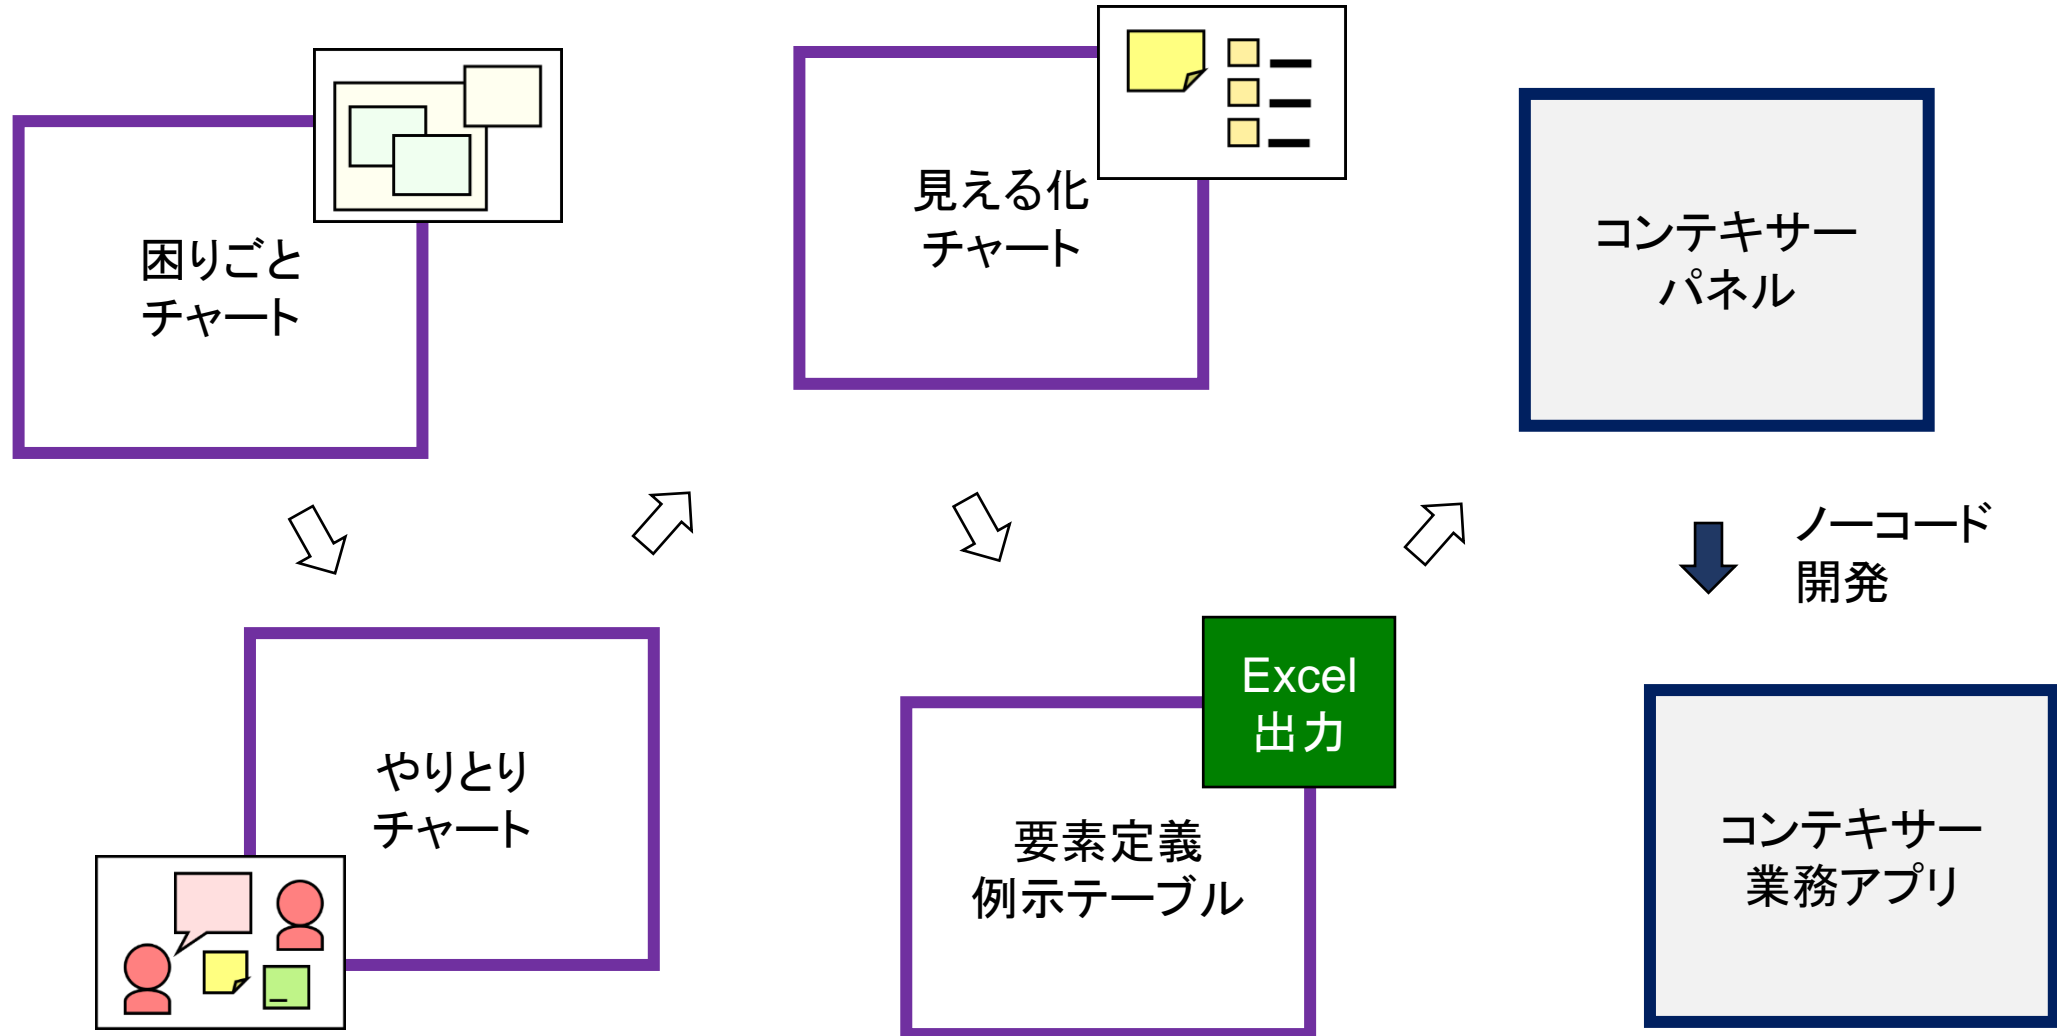 困りごと
チャート
やりとり
チャート
見える化
チャート
Excel
出力
要素定義
例示テーブル
コンテキサー
パネル
ノーコード
開発
コンテキサー
業務アプリ